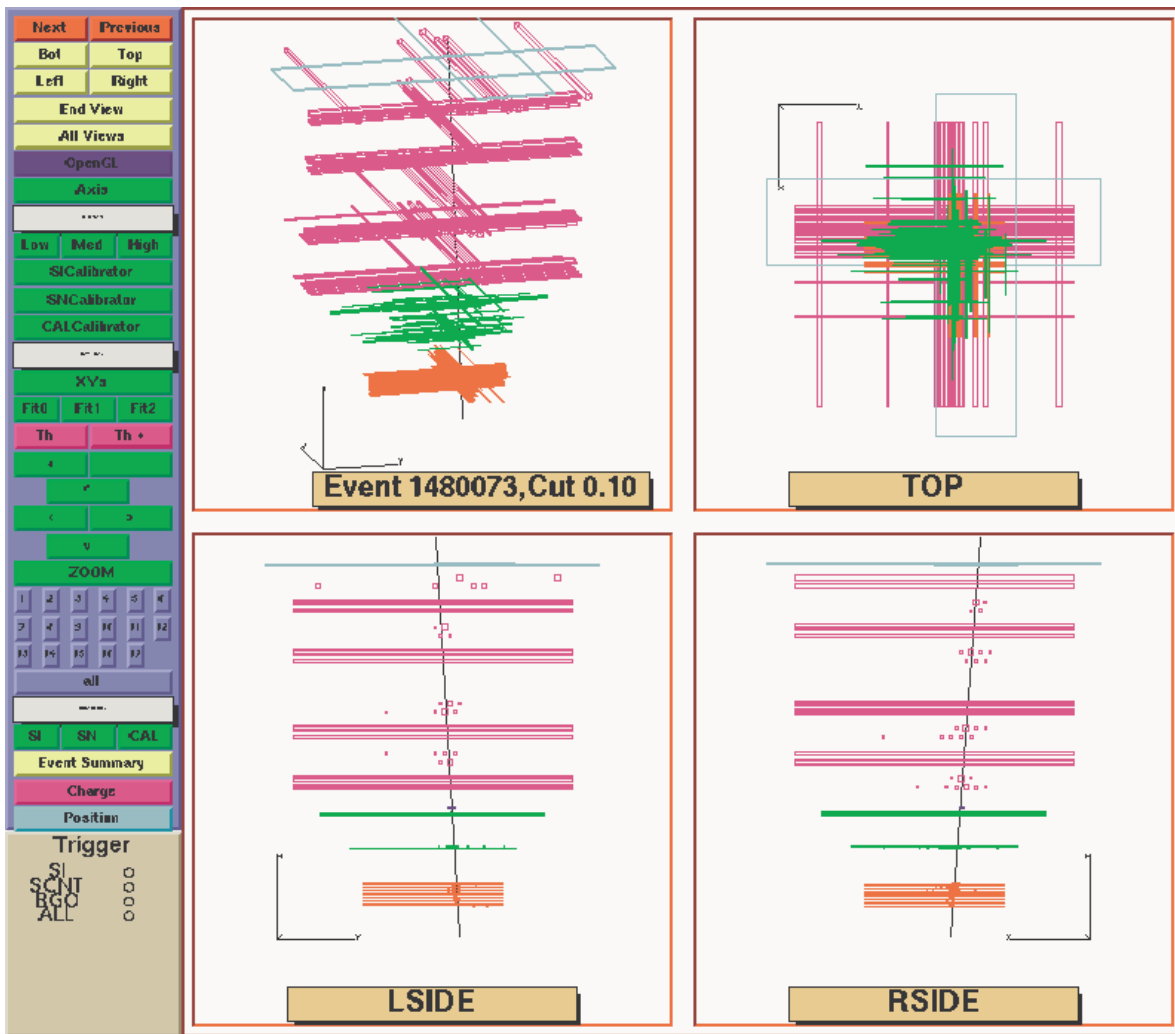 Next Previous
Bot Top
Left Right
End View
All Views
OpenGL
Axis
Low Med High
SICalibrator
SNCalibrator
CALCalibrator
XYs
Fit0 Fit1 Fit2
Th Th +
< >
v
ZOOM
1 2 3 4 5 6
7 8 9 10 11 12
13 14 15 16 17
all
SI SN CAL
Event Summary
Charge
Position
Trigger
SI
SCNT
BGO
ALL
Event 1480073,Cut 0.10
TOP
LSIDE
RSIDE